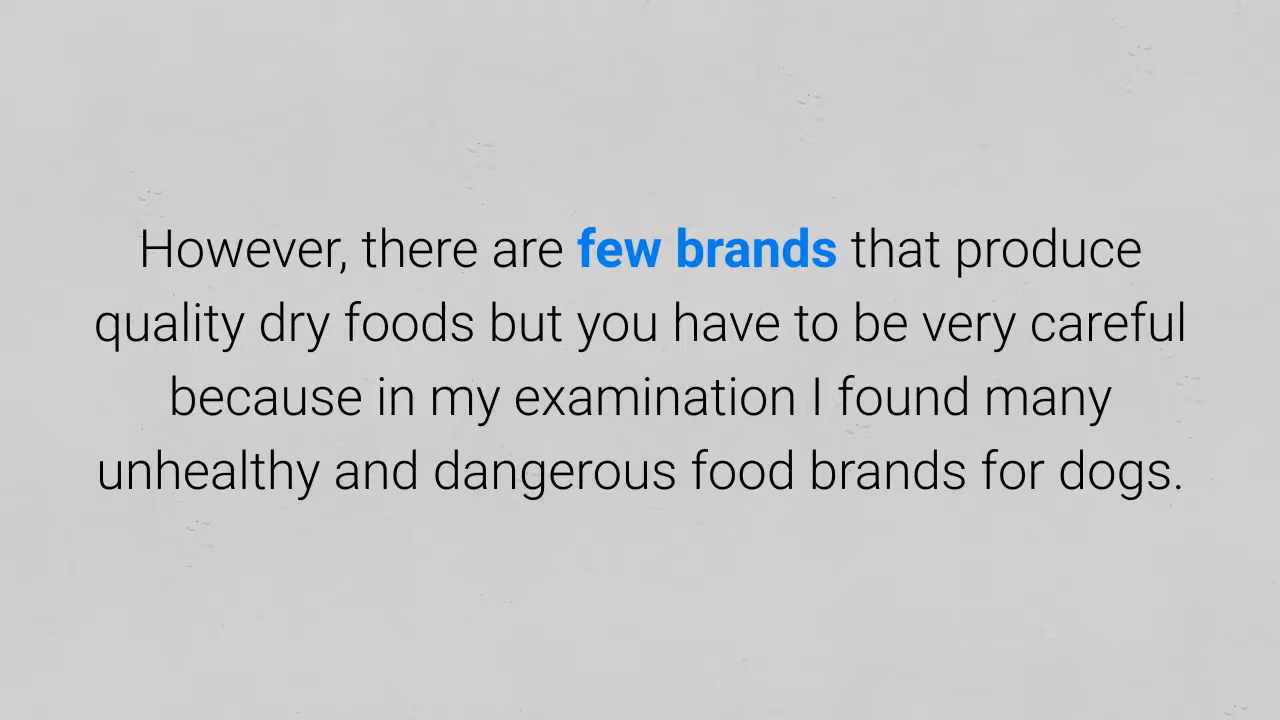 However, there are few brands that produce
quality dry foods but you have to be very careful
because in my examination I found many
unhealthy and dangerous food brands for dogs.